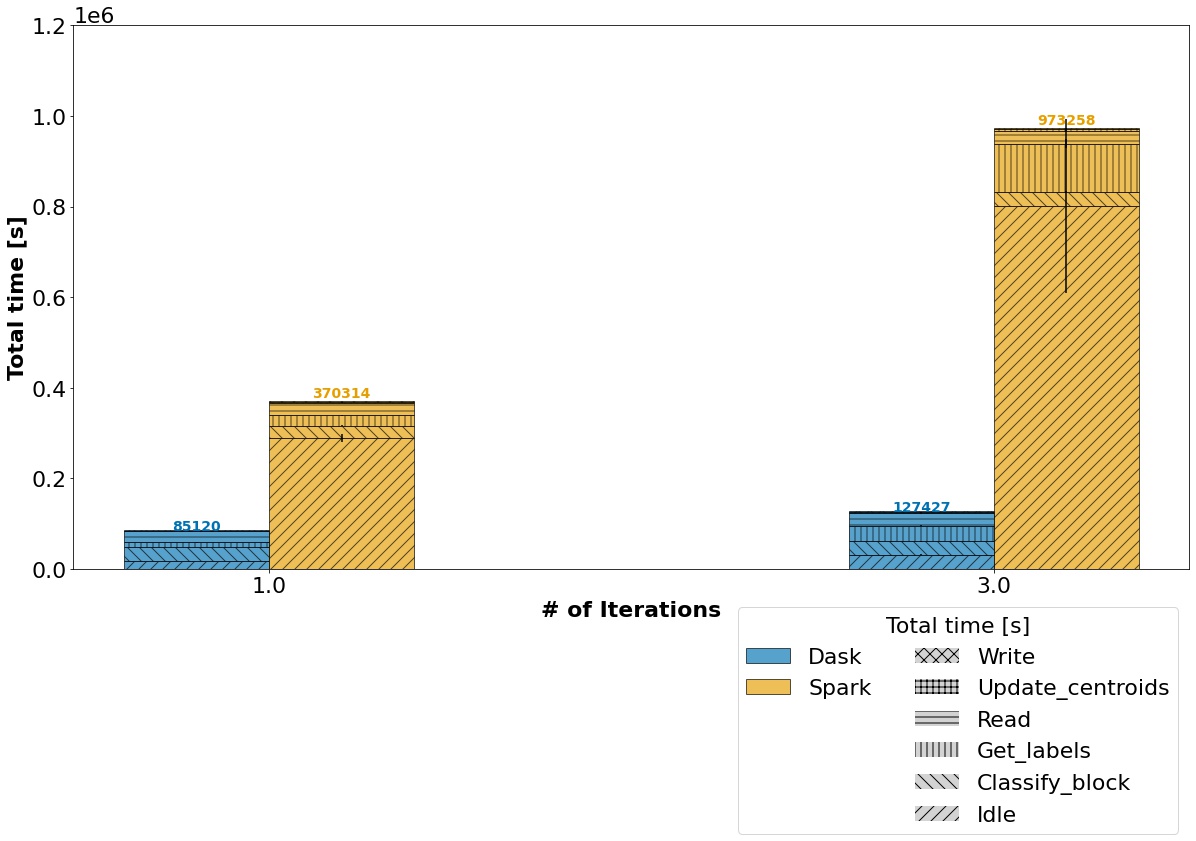 1e6
1.2
1.0
0.8
0.6
0.4
0.2
0.0
Total time [s]
85120
370314
127427
973258
1.0
3.0
# of Iterations
Total time [s]
Dask
Spark
Write
Update_centroids
Read
Get_labels
Classify_block
Idle